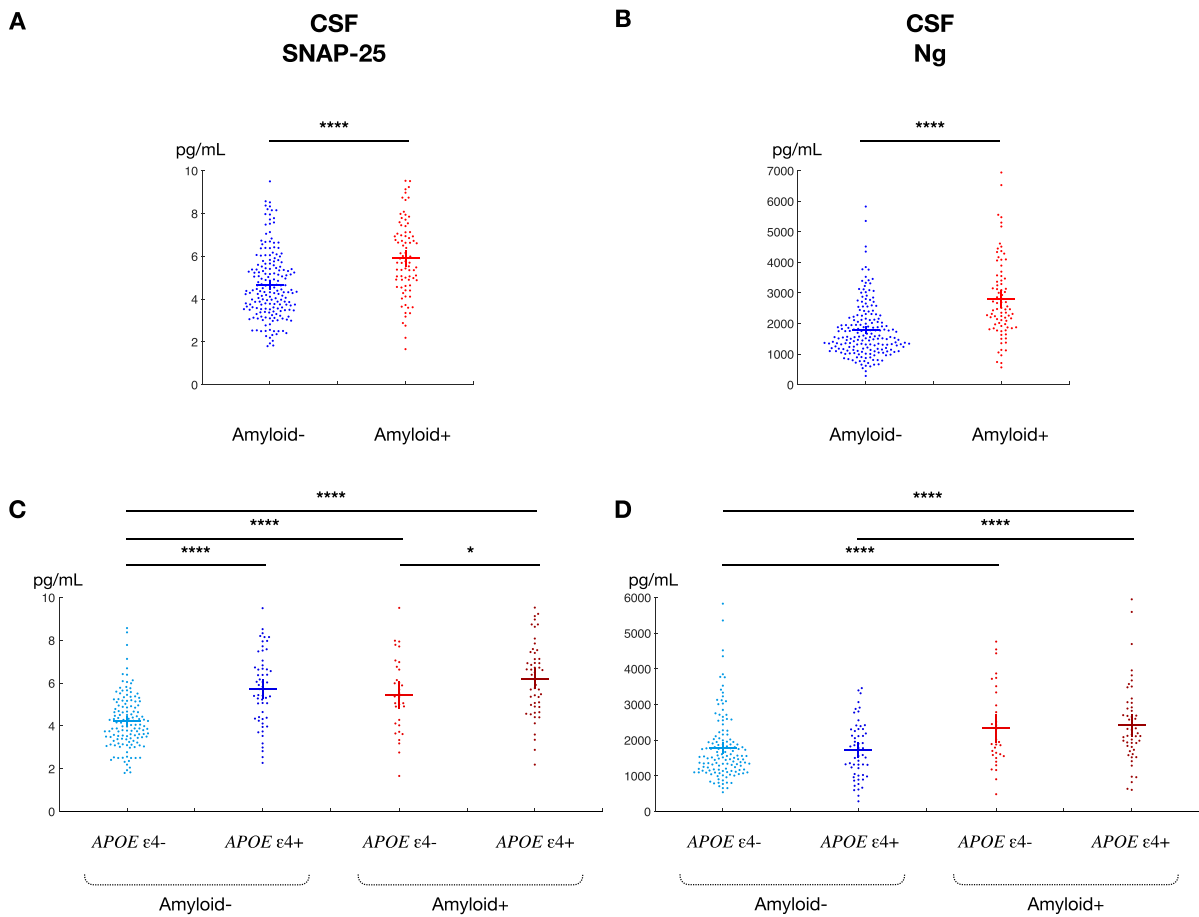 A
CSF
SNAP-25
****
pg/mL
10
8
6
4
2
0
Amyloid-
Amyloid+
B
CSF
Ng
****
pg/mL
7000
6000
5000
4000
3000
2000
1000
0
Amyloid-
Amyloid+
C
****
****
****
*
pg/mL
10
8
6
4
2
0
APOE ε4-
APOE ε4+
APOE ε4-
APOE ε4+
Amyloid-
Amyloid+
D
****
****
****
pg/mL
6000
5000
4000
3000
2000
1000
0
APOE ε4-
APOE ε4+
APOE ε4-
APOE ε4+
Amyloid-
Amyloid+